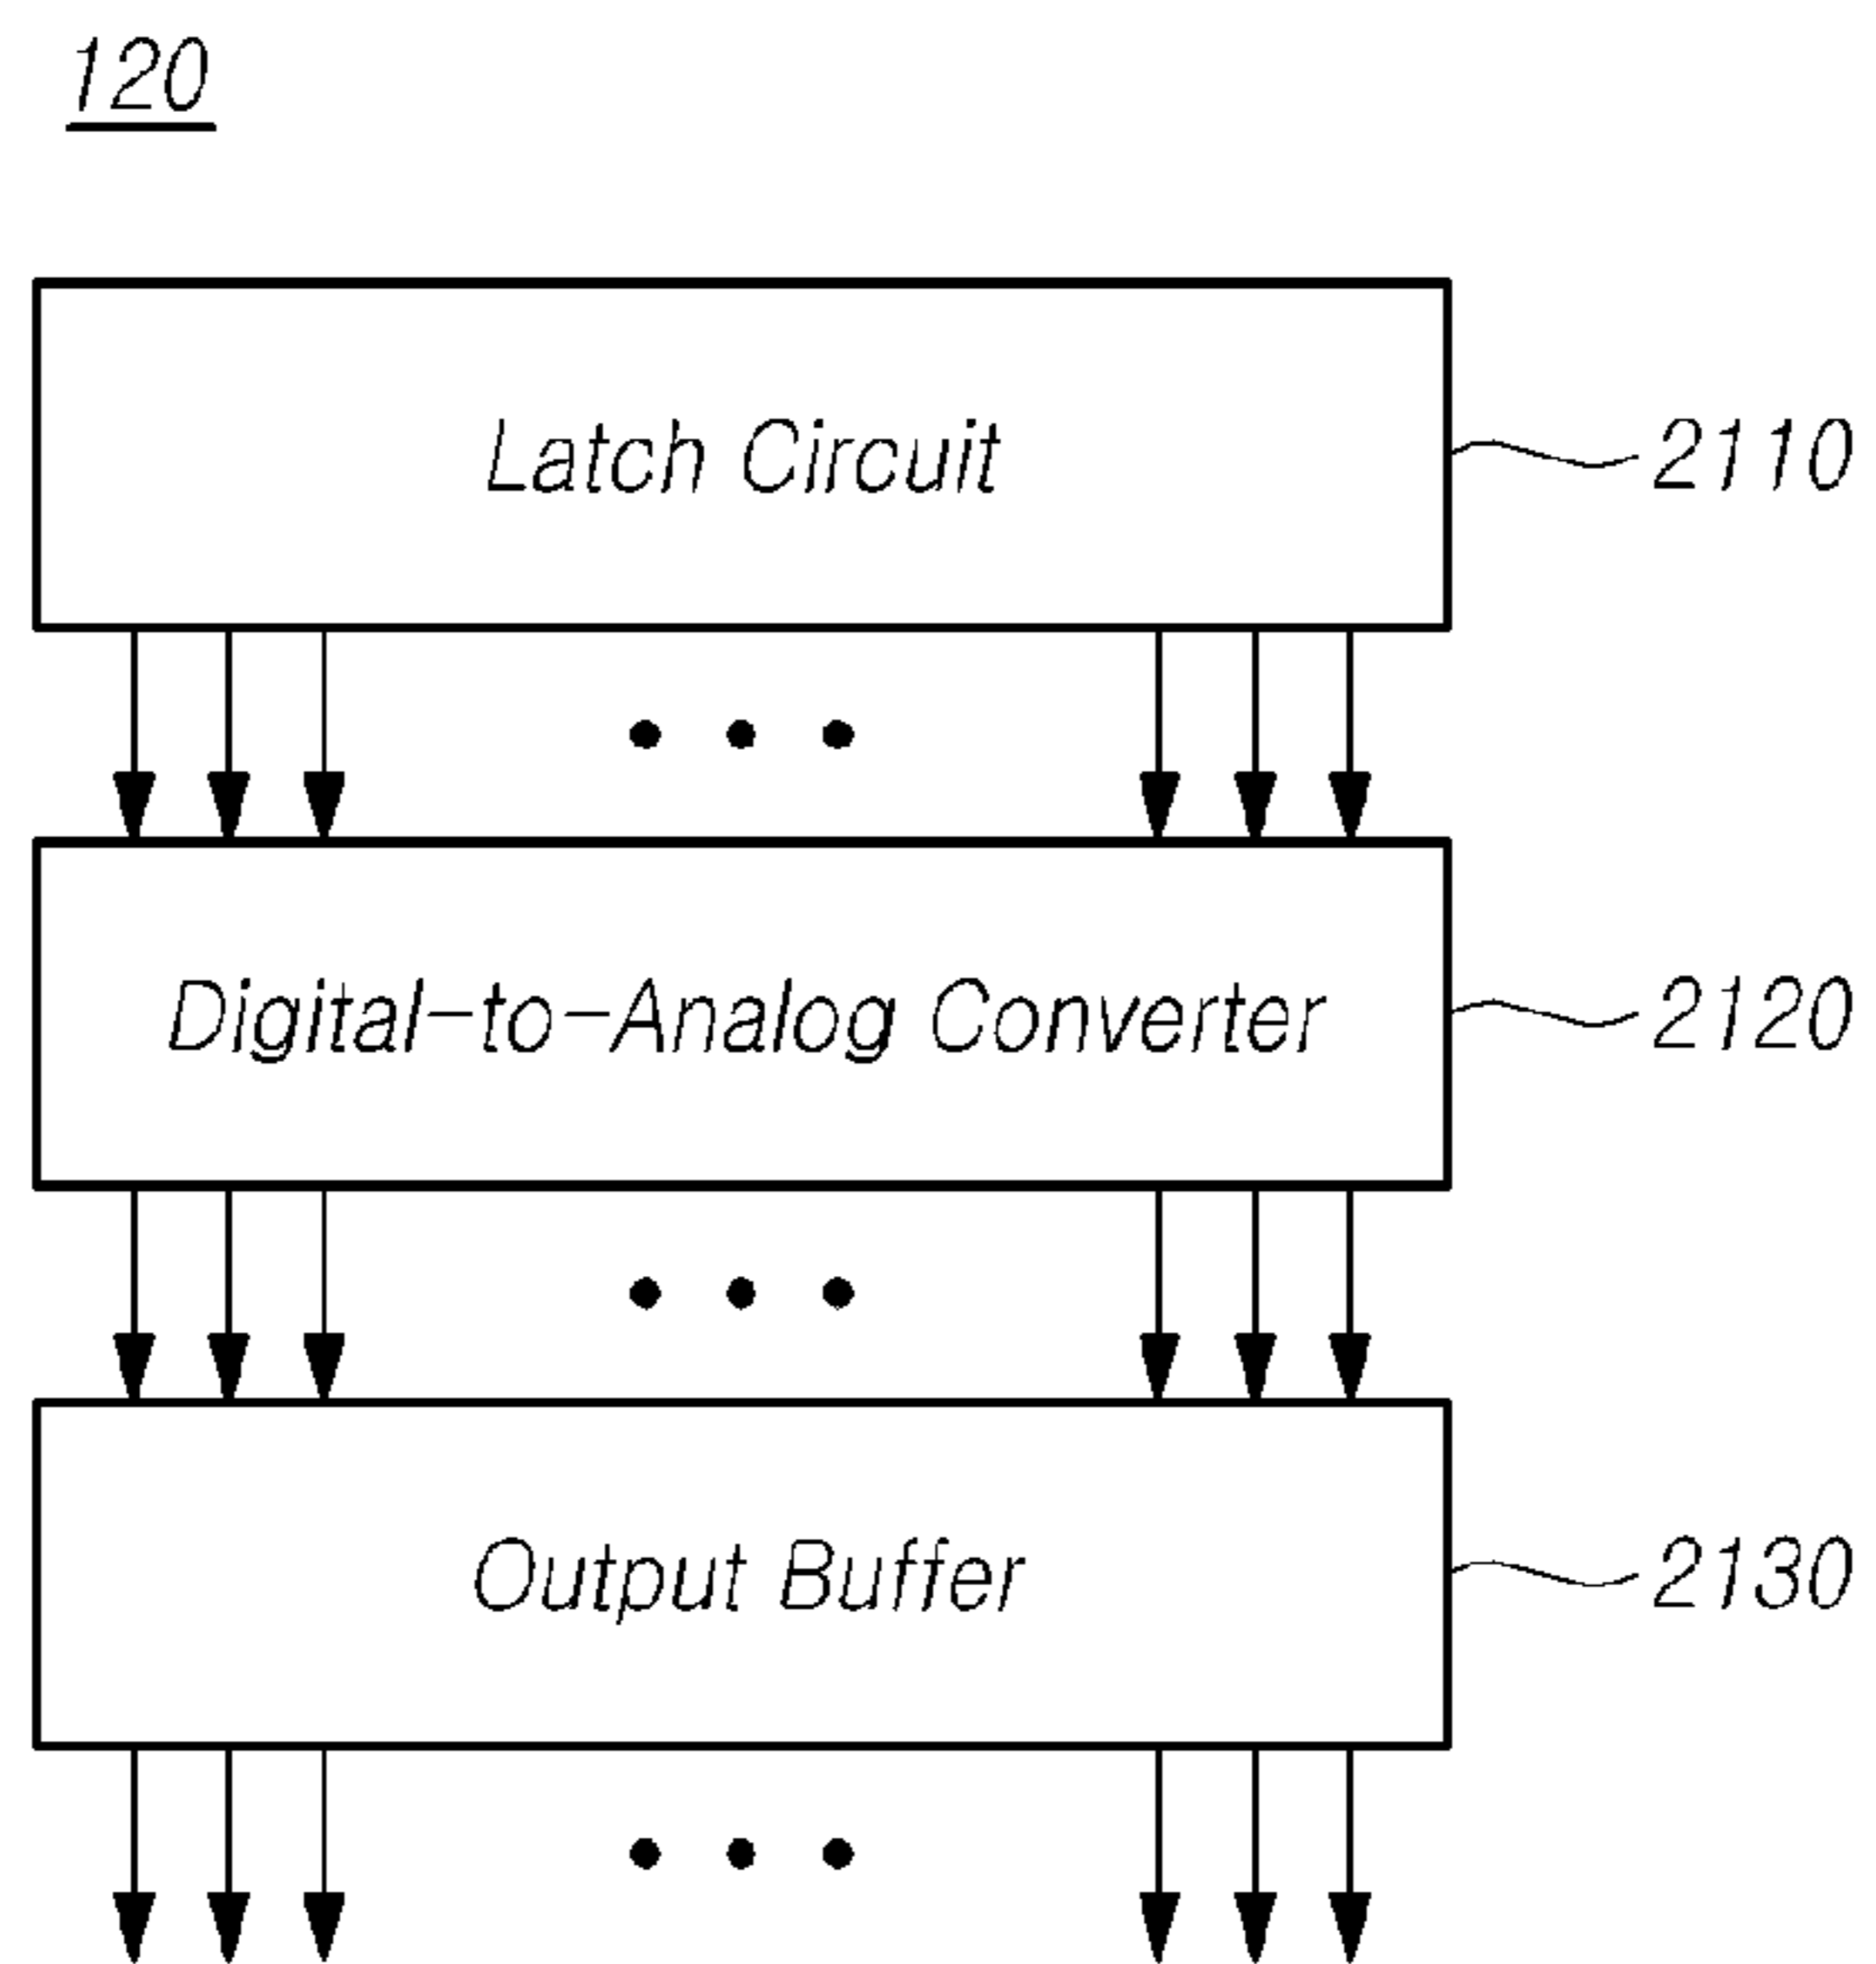 120
Latch Circuit
2110
Digital-to-Analog Converter
2120
Output Buffer
2130